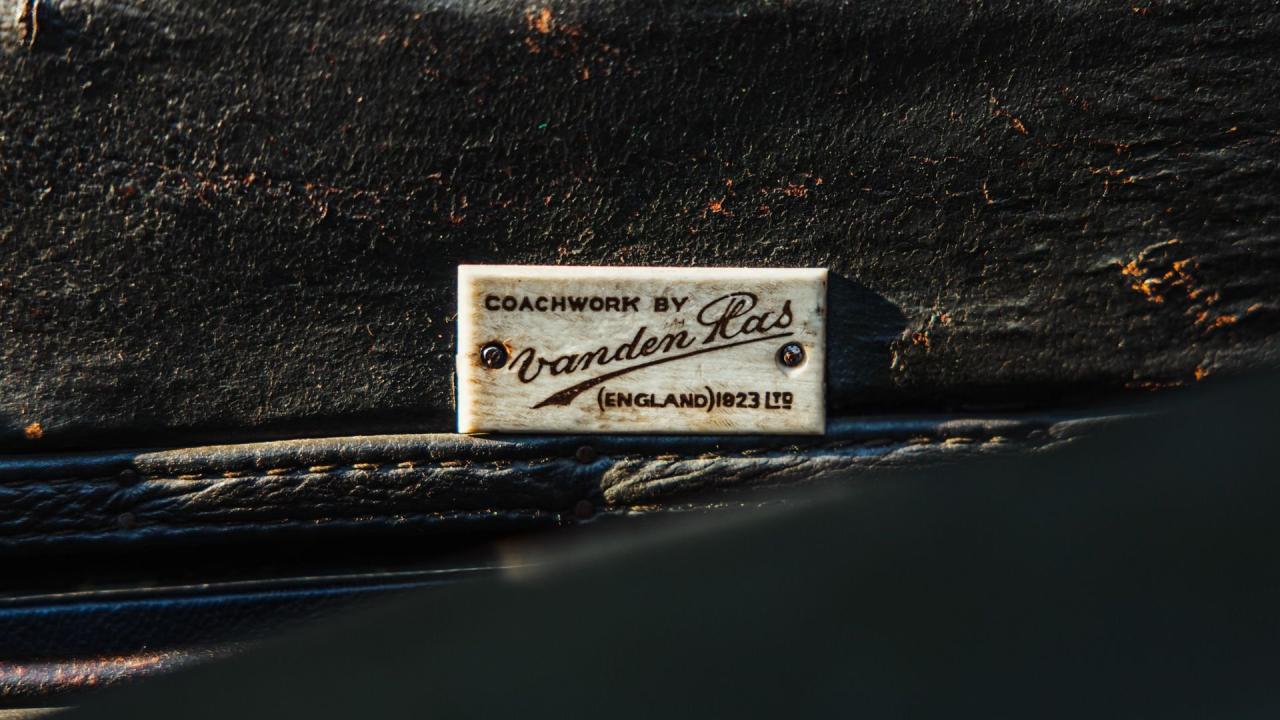 COACHWORK BY
Vanden Plas
(ENGLAND) 1923 LTD